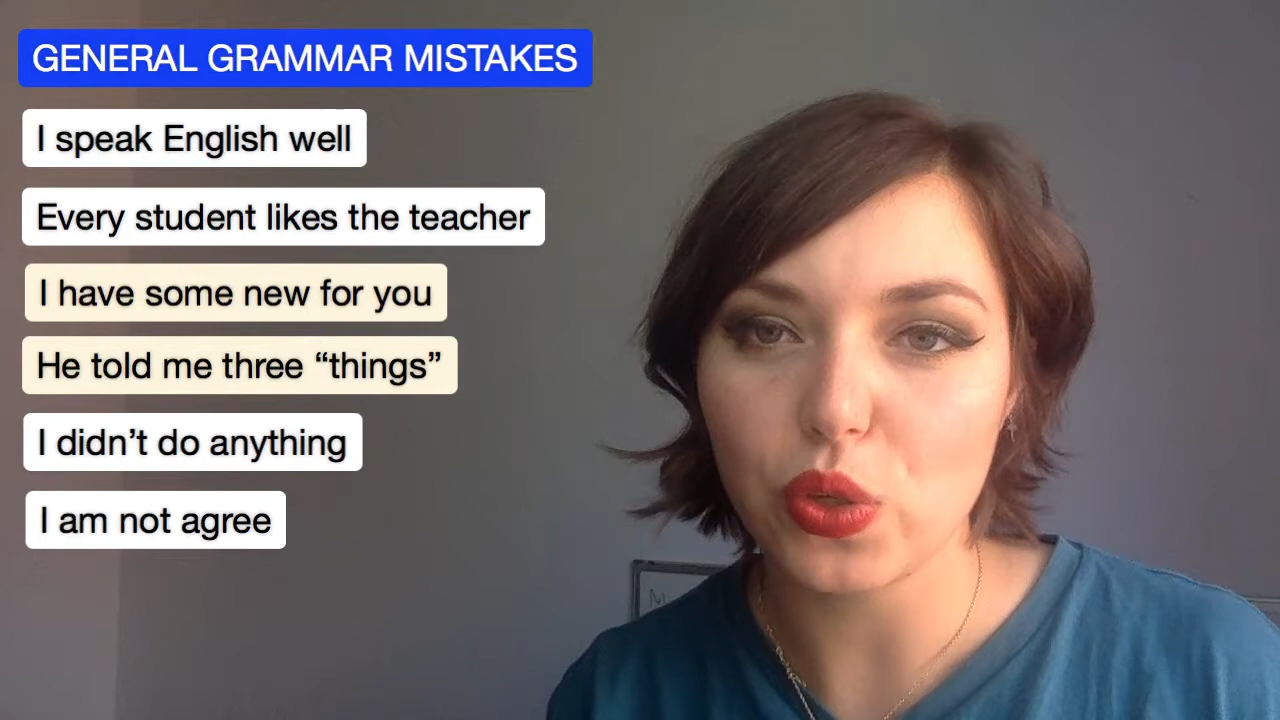 GENERAL GRAMMAR MISTAKES
I speak English well
Every student likes the teacher
I have some new for you
He told me three “things”
I didn’t do anything
I am not agree